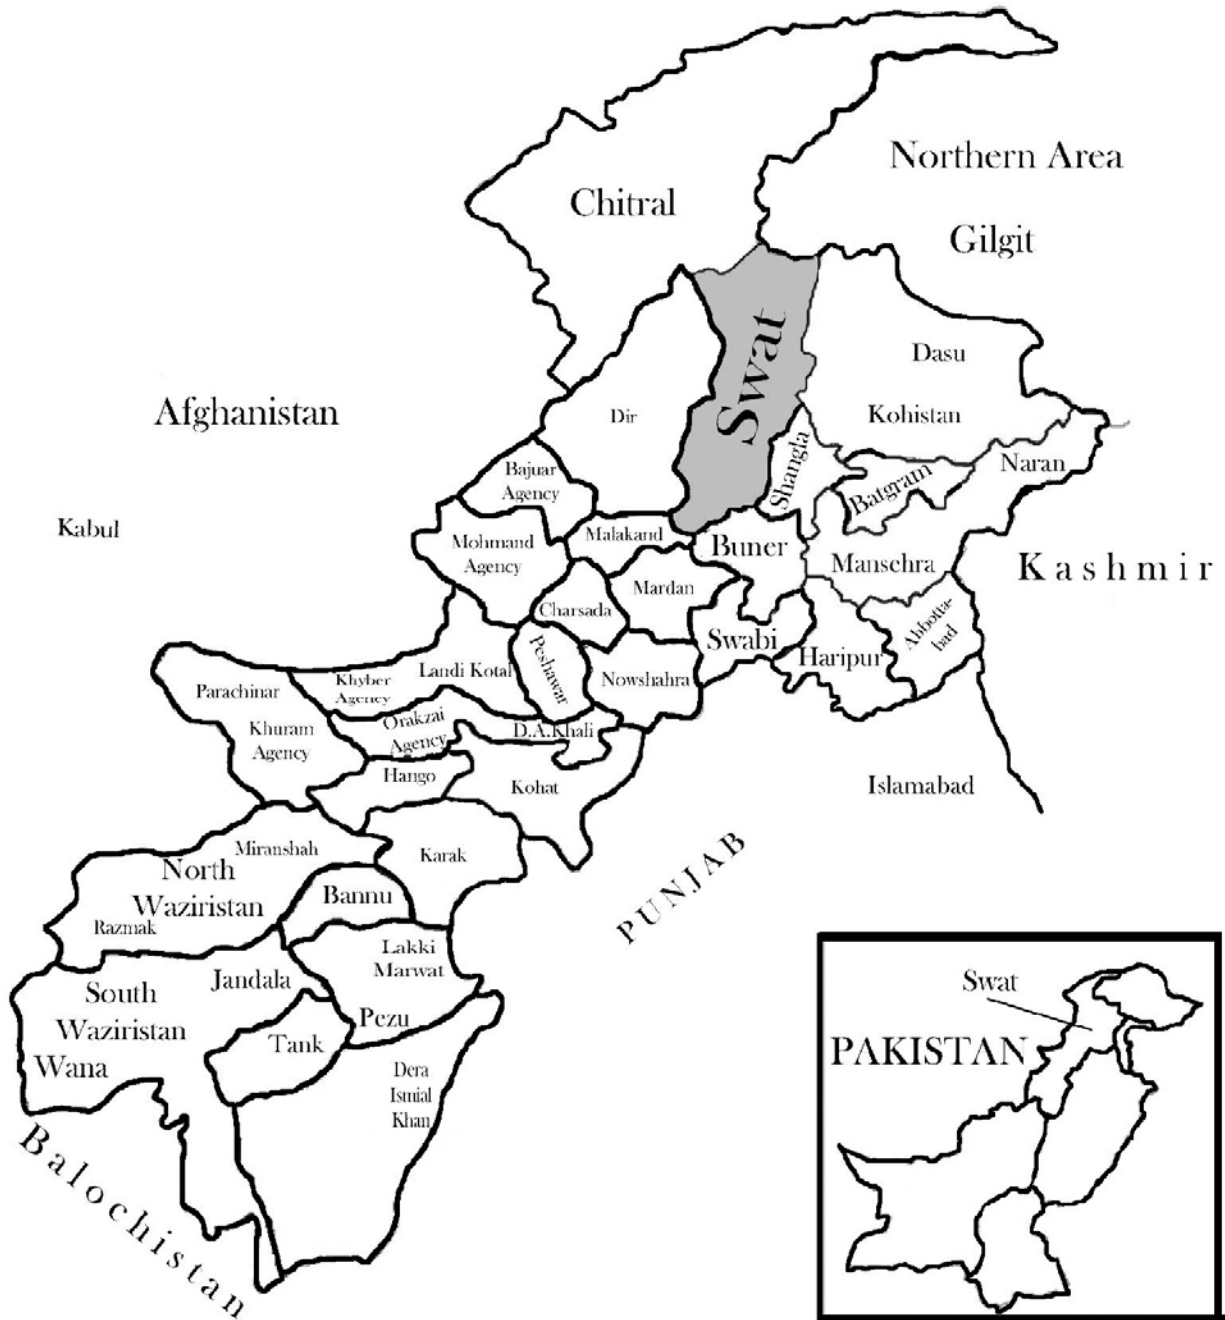 Northern Area
Chitral
Gilgit
Swat
Dasu
Afghanistan
Dir
Kohistan
Shangla
Naran
Bajuar
Agency
Batgram
Kabul
Malakand
Mohmand
Agency
Buner
Mansehra
Kashmir
Mardan
Charsada
Abbotta-
bad
Swabi
Peshawar
Haripur
Landi Kotal
Khyber
Agency
Nowshahra
Parachinar
Orakzai
Agency
Khuram
Agency
D.A.Khali
Hango
Kohat
Islamabad
Miranshah
Karak
PUNJAB
North
Waziristan
Bannu
Razmak
Lakki
Marwat
Jandala
South
Waziristan
Wana
Pezu
Tank
Dera
Ismial
Khan
Balochistan
Swat
PAKISTAN